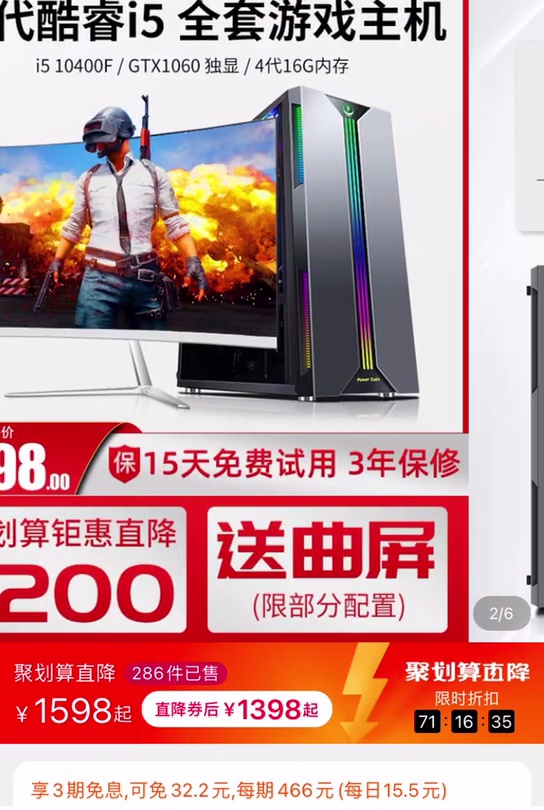 代酷睿i5 全套游戏主机
i5 10400F / GTX1060 独显 / 4代16G内存
Power Train
价
98.00
保 15天免费试用 3年保修
划算钜惠直降
200
送曲屏
(限部分配置)
2/6
聚划算直降 286件已售
¥1598起 直降券后¥1398起
聚划算直降
限时折扣
71:16:35
享3期免息,可免32.2元,每期466元(每日15.5元)